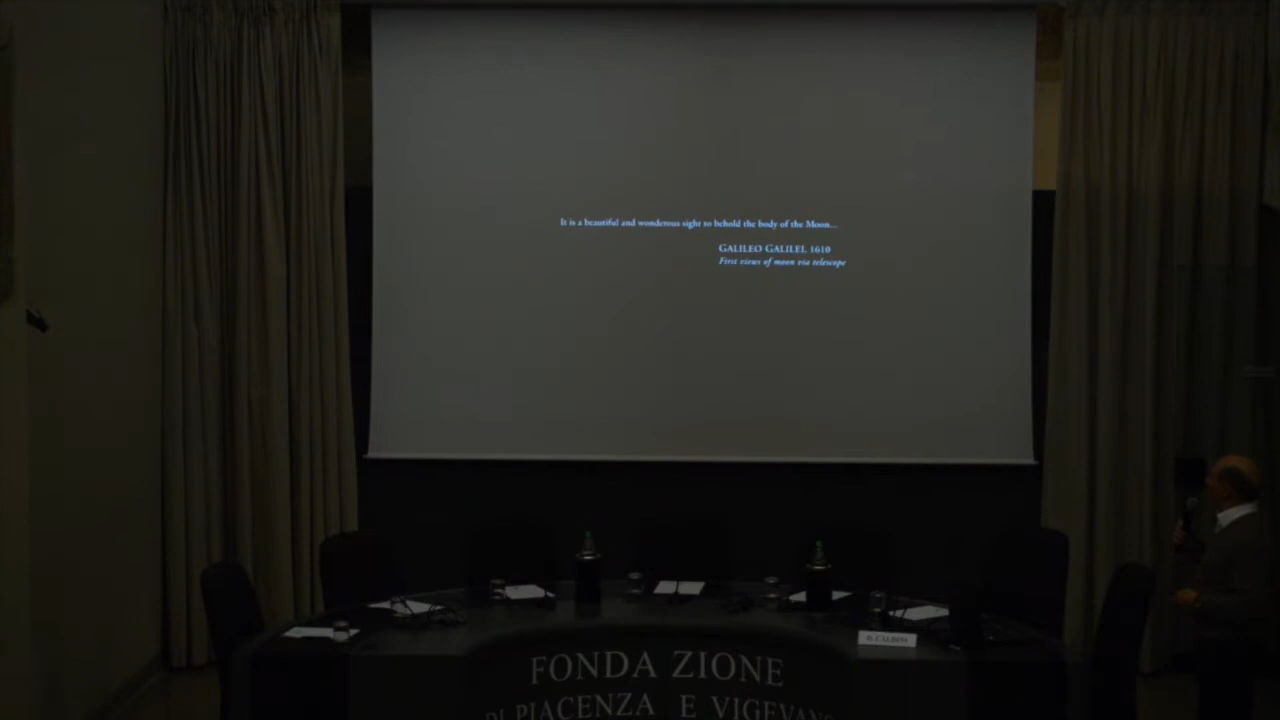 It is a beautiful and wonderous sight to behold the body of the Moon...
GALILEO GALILEI, 1610
First views of moon via telescope
FONDA ZIONE
DI PIACENZA E VIGEVANO